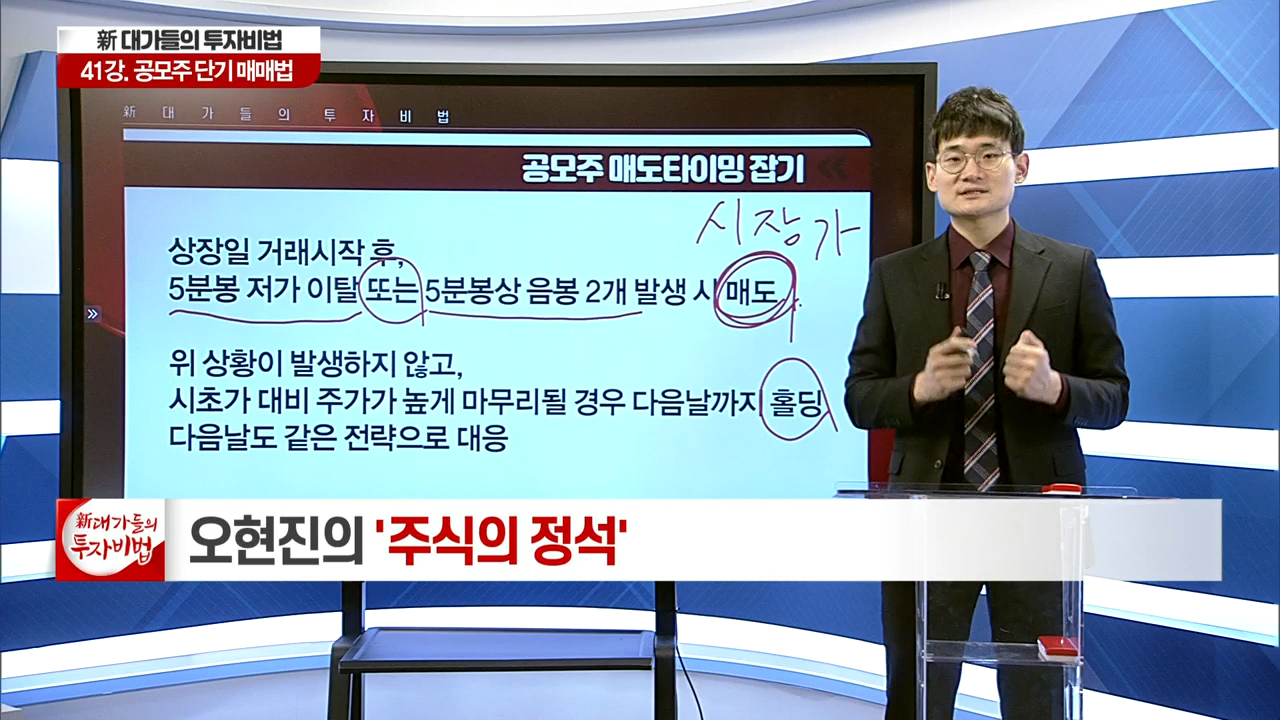 新 대가들의 투자비법
41강. 공모주 단기 매매법
新 대 가 들 의 투 자 비 법
공모주 매도타이밍 잡기
시장가
상장일 거래시작 후,
5분봉 저가 이탈 또는 5분봉상 음봉 2개 발생 시 매도
위 상황이 발생하지 않고,
시초가 대비 주가가 높게 마무리될 경우 다음날까지 홀딩
다음날도 같은 전략으로 대응
新대가들의
투자비법
오현진의 '주식의 정석'